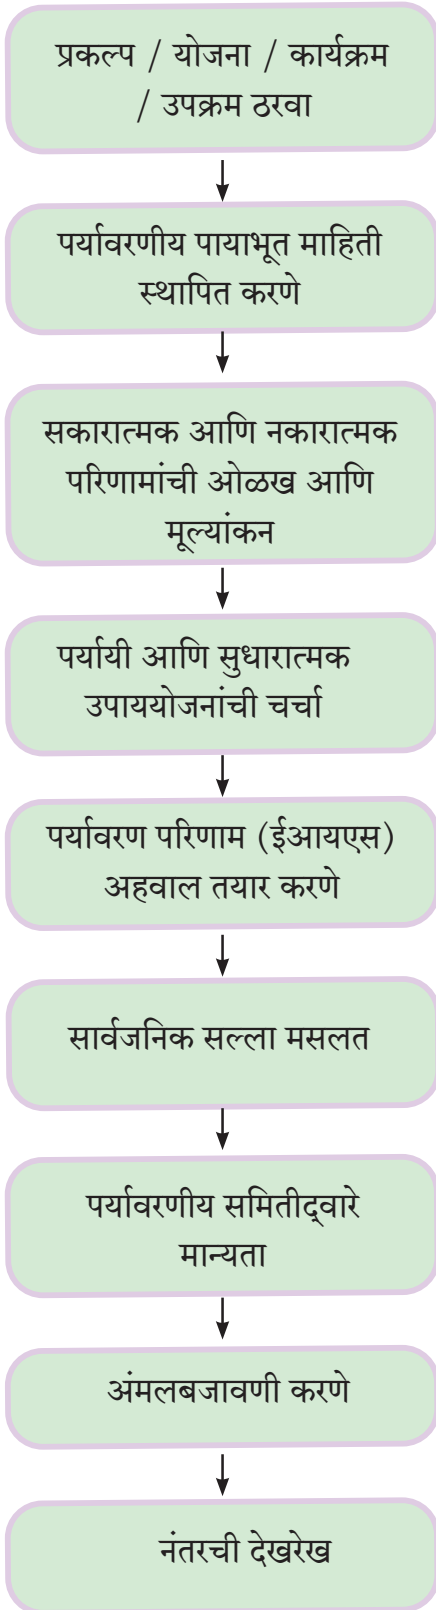 प्रकल्प / योजना / कार्यक्रम
/ उपक्रम ठरवा
पर्यावरणीय पायाभूत माहिती
स्थापित करणे
सकारात्मक आणि नकारात्मक
परिणामांची ओळख आणि
मूल्यांकन
पर्यायी आणि सुधारात्मक
उपाययोजनांची चर्चा
पर्यावरण परिणाम (ईआयएस)
अहवाल तयार करणे
सार्वजनिक सल्ला मसलत
पर्यावरणीय समितीद्‌वारे
मान्यता
अंमलबजावणी करणे
नंतरची देखरेख